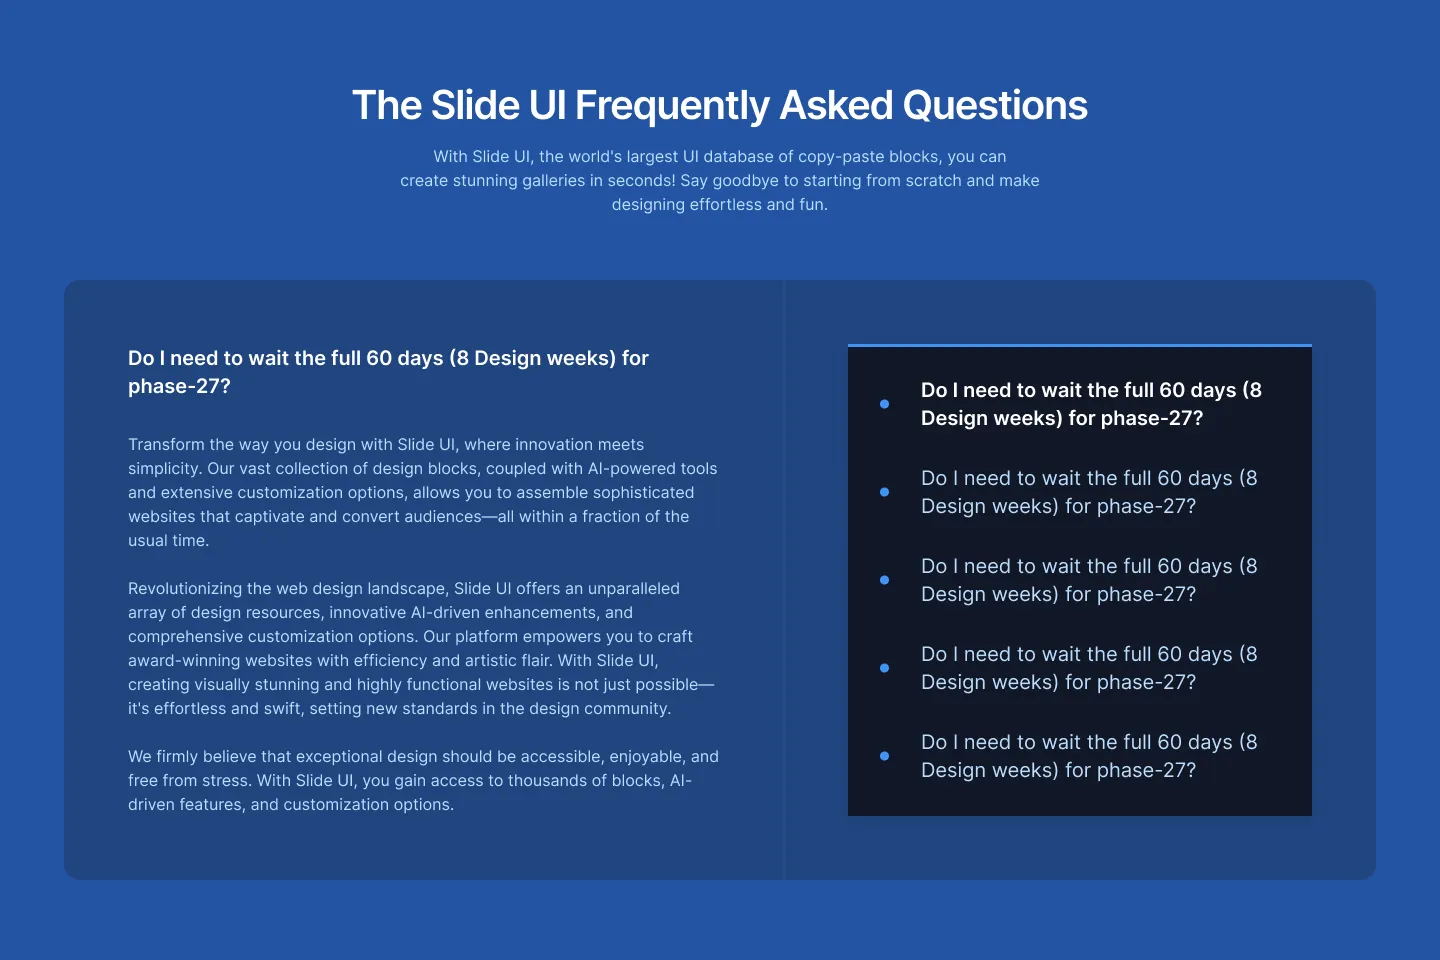 The Slide UI Frequently Asked Questions
With Slide UI, the world's largest UI database of copy-paste blocks, you can
create stunning galleries in seconds! Say goodbye to starting from scratch and make
designing effortless and fun.
Do I need to wait the full 60 days (8 Design weeks) for
phase-27?
Transform the way you design with Slide UI, where innovation meets
simplicity. Our vast collection of design blocks, coupled with AI-powered tools
and extensive customization options, allows you to assemble sophisticated
websites that captivate and convert audiences—all within a fraction of the
usual time.
Revolutionizing the web design landscape, Slide UI offers an unparalleled
array of design resources, innovative AI-driven enhancements, and
comprehensive customization options. Our platform empowers you to craft
award-winning websites with efficiency and artistic flair. With Slide UI,
creating visually stunning and highly functional websites is not just possible—
it's effortless and swift, setting new standards in the design community.
We firmly believe that exceptional design should be accessible, enjoyable, and
free from stress. With Slide UI, you gain access to thousands of blocks, AI-
driven features, and customization options.
Do I need to wait the full 60 days (8
Design weeks) for phase-27?
Do I need to wait the full 60 days (8
Design weeks) for phase-27?
Do I need to wait the full 60 days (8
Design weeks) for phase-27?
Do I need to wait the full 60 days (8
Design weeks) for phase-27?
Do I need to wait the full 60 days (8
Design weeks) for phase-27?